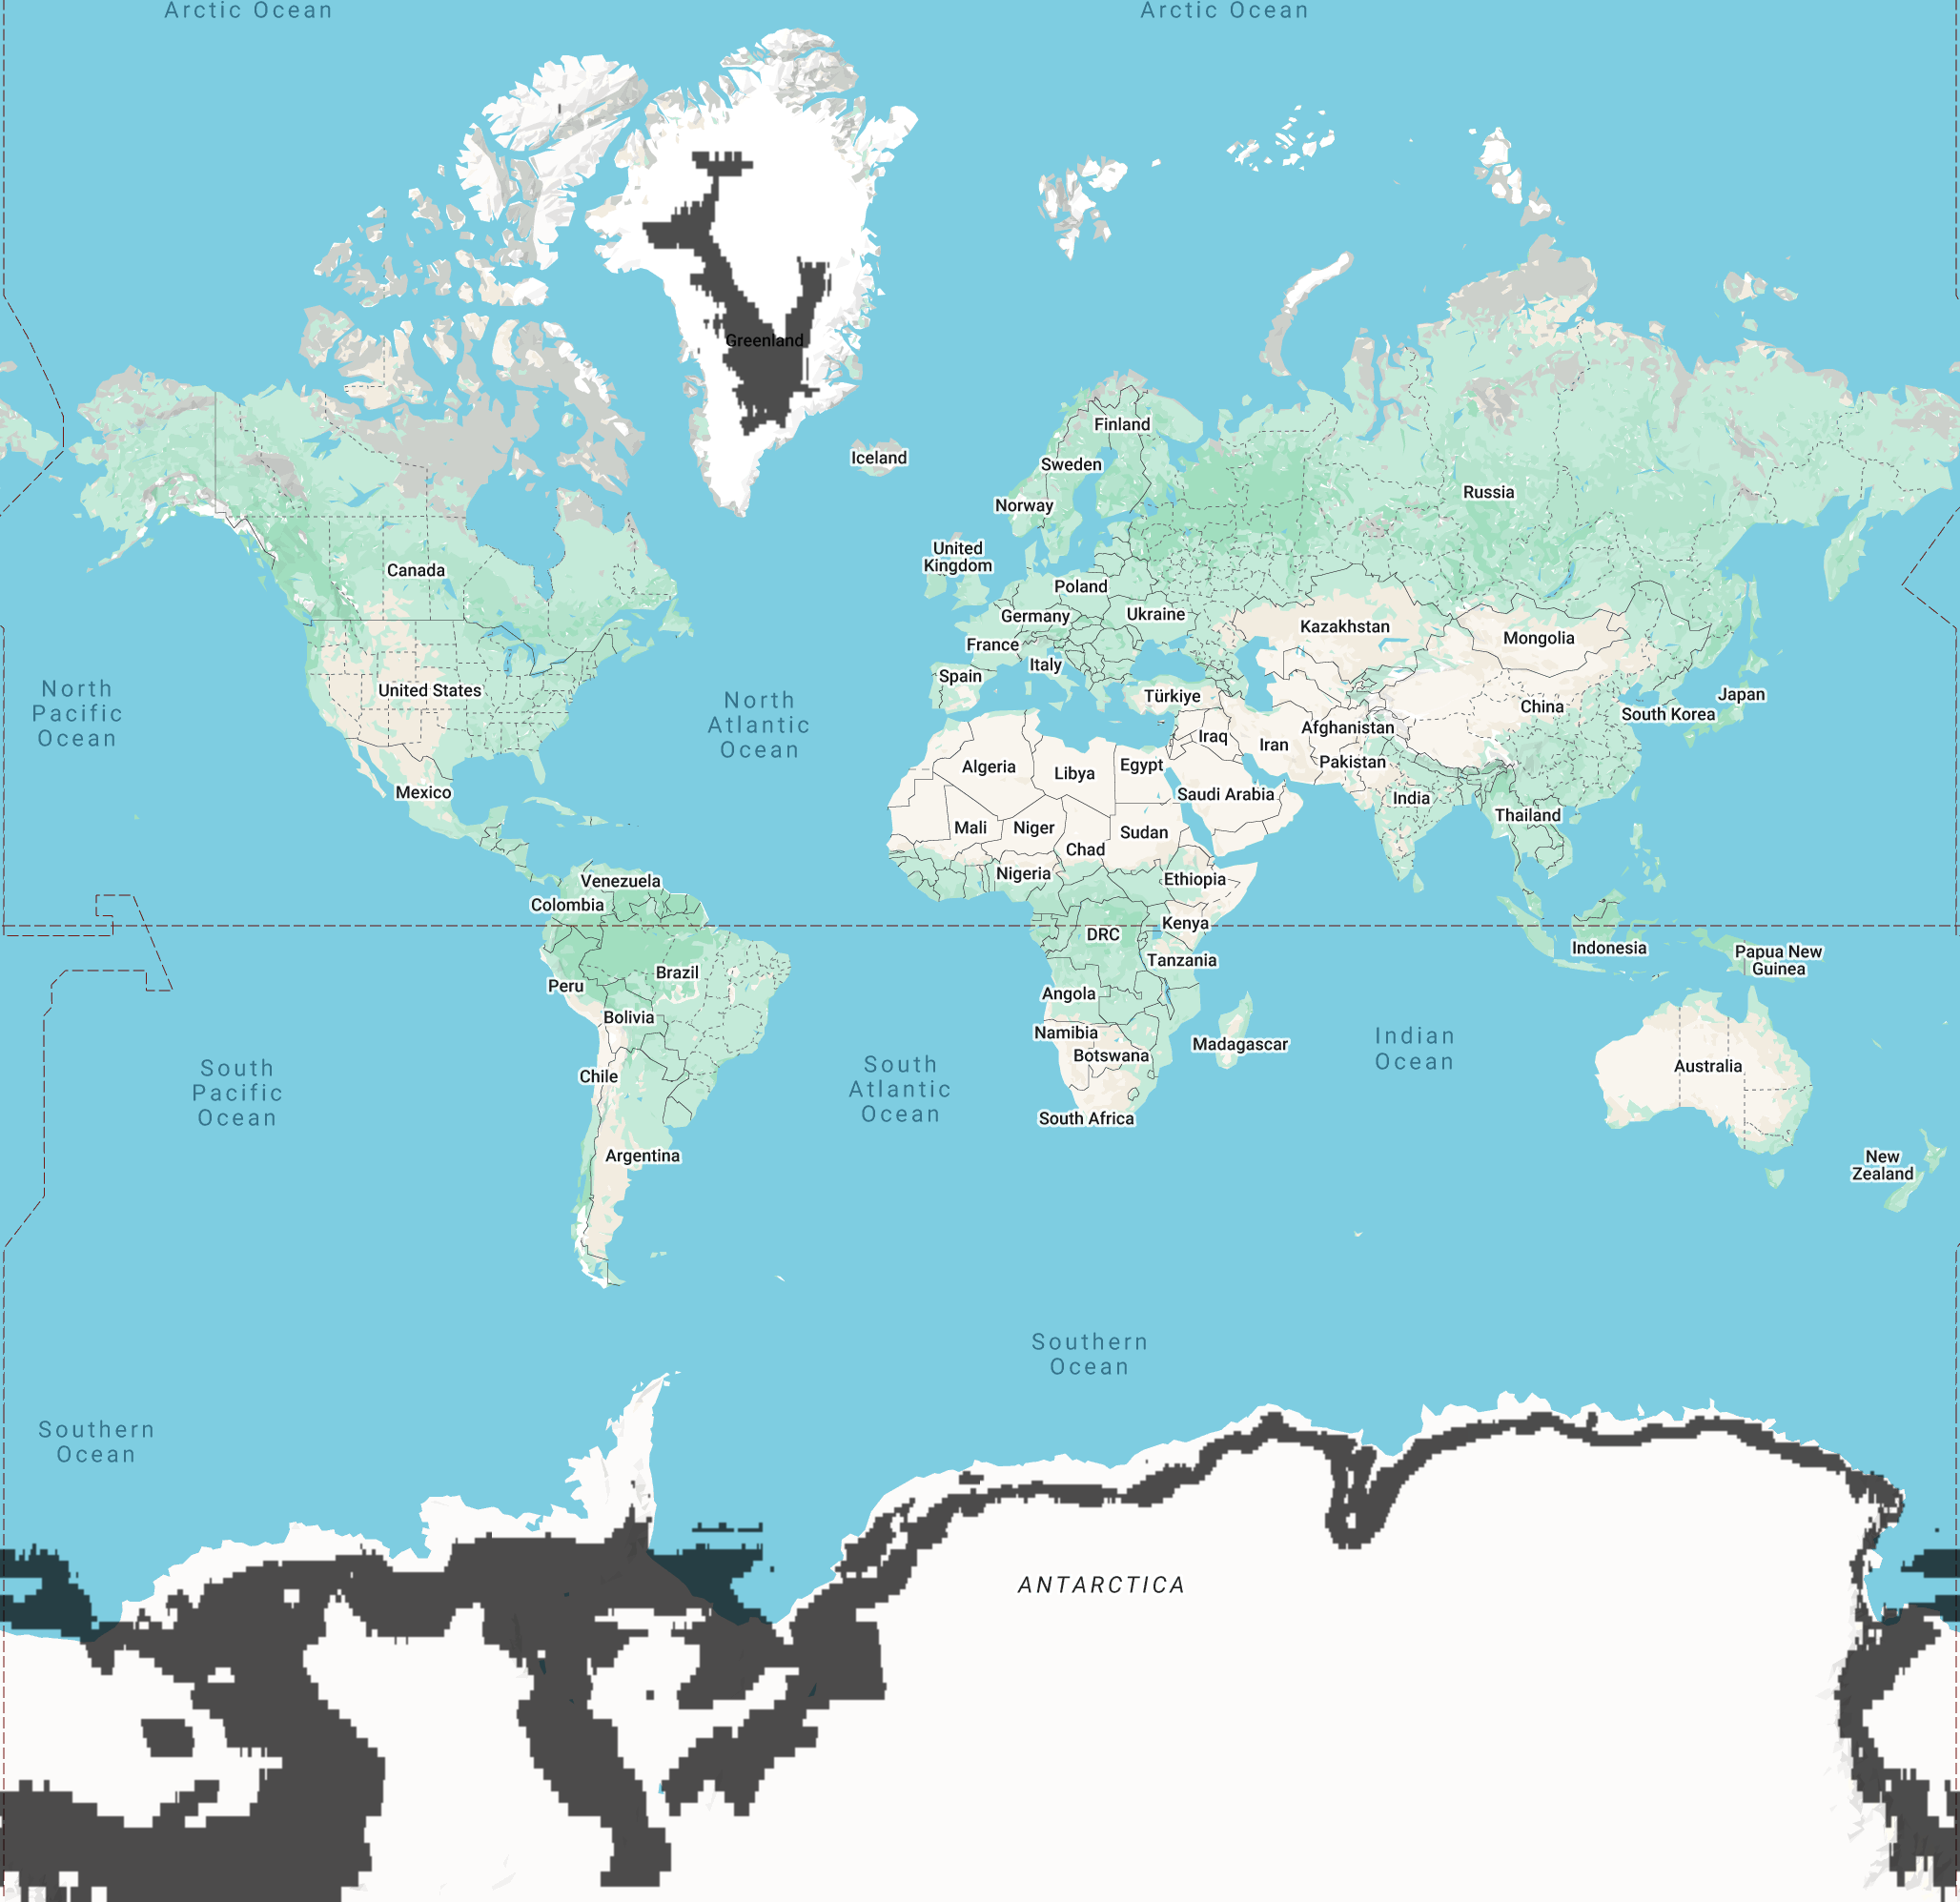 Arctic Ocean
Arctic Ocean
Greenland
Finland
Iceland
Sweden
Russia
Norway
United
Kingdom
Canada
Poland
Germany
Ukraine
Kazakhstan
Mongolia
France
Italy
Spain
United States
North
Pacific
Ocean
North
Atlantic
Ocean
Türkiye
China
Japan
South Korea
Afghanistan
Iraq
Iran
Pakistan
Algeria
Libya
Egypt
Saudi Arabia
India
Mexico
Thailand
Mali
Niger
Sudan
Chad
Nigeria
Ethiopia
Venezuela
Colombia
Kenya
DRC
Indonesia
Papua New
Guinea
Tanzania
Brazil
Peru
Angola
Bolivia
Namibia
Madagascar
Botswana
Indian
Ocean
Australia
Chile
South
Pacific
Ocean
South
Atlantic
Ocean
South Africa
Argentina
New
Zealand
Southern
Ocean
Southern
Ocean
ANTARCTICA